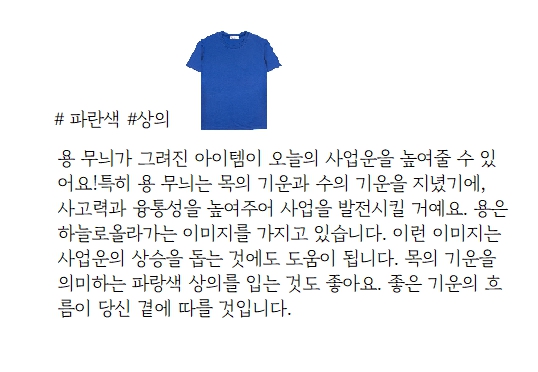 # 파란색 #상의
용 무늬가 그려진 아이템이 오늘의 사업운을 높여줄 수 있
어요!특히 용 무늬는 목의 기운과 수의 기운을 지녔기에,
사고력과 융통성을 높여주어 사업을 발전시킬 거예요. 용은
하늘로올라가는 이미지를 가지고 있습니다. 이런 이미지는
사업운의 상승을 돕는 것에도 도움이 됩니다. 목의 기운을
의미하는 파랑색 상의를 입는 것도 좋아요. 좋은 기운의 흐
름이 당신 곁에 따를 것입니다.